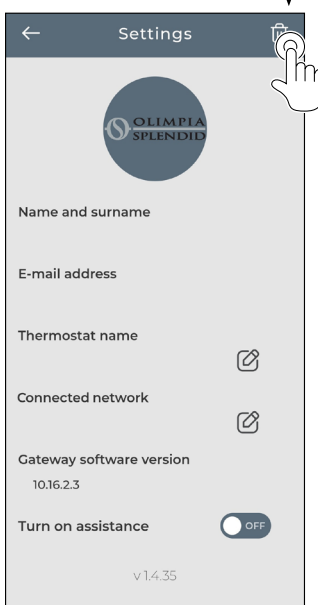 Settings
OLIMPIA
SPLENDID
Name and surname
E-mail address
Thermostat name
Connected network
Gateway software version
10.16.2.3
Turn on assistance
OFF
v 1.4.35